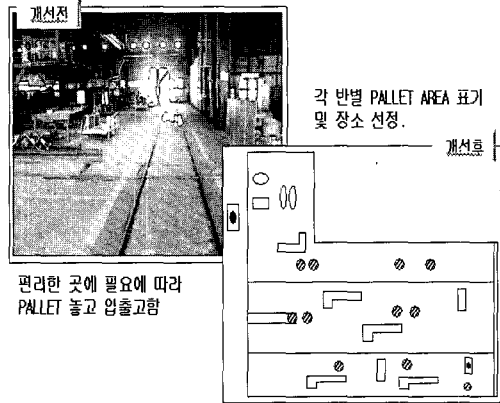 개선전
각 반별 PALLET AREA 표기
및 장소 선정.
개선후
편리한 곳에 필요에 따라
PALLET 놓고 입출고함